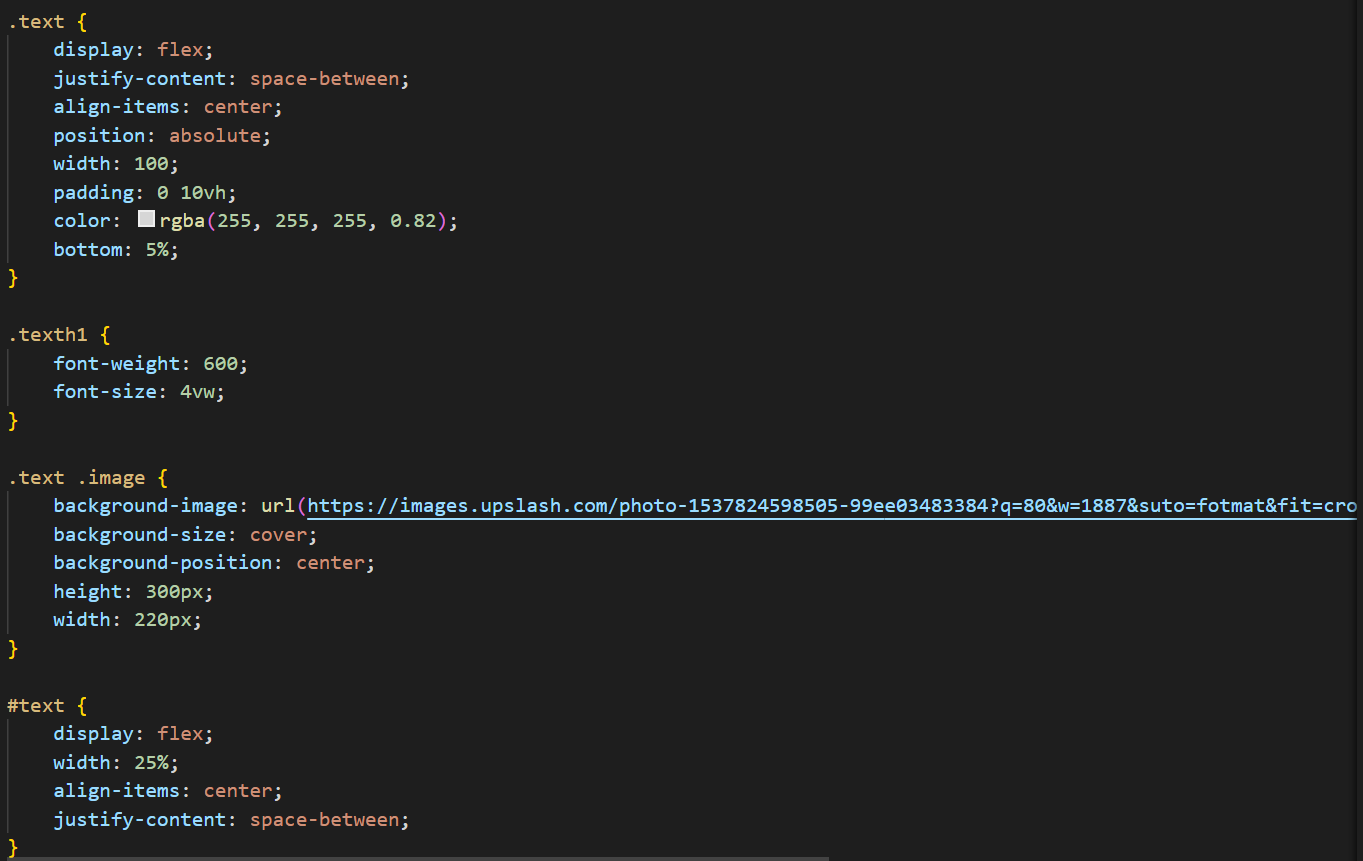 .text {
    display: flex;
    justify-content: space-between;
    align-items: center;
    position: absolute;
    width: 100;
    padding: 0 10vh;
    color: rgba(255, 255, 255, 0.82);
    bottom: 5%;
}

.texth1 {
    font-weight: 600;
    font-size: 4vw;
}

.text .image {
    background-image: url(https://images.upslash.com/photo-1537824598505-99ee03483384?q=80&w=1887&suto=fotmat&fit=cro
    background-size: cover;
    background-position: center;
    height: 300px;
    width: 220px;
}

#text {
    display: flex;
    width: 25%;
    align-items: center;
    justify-content: space-between;
}